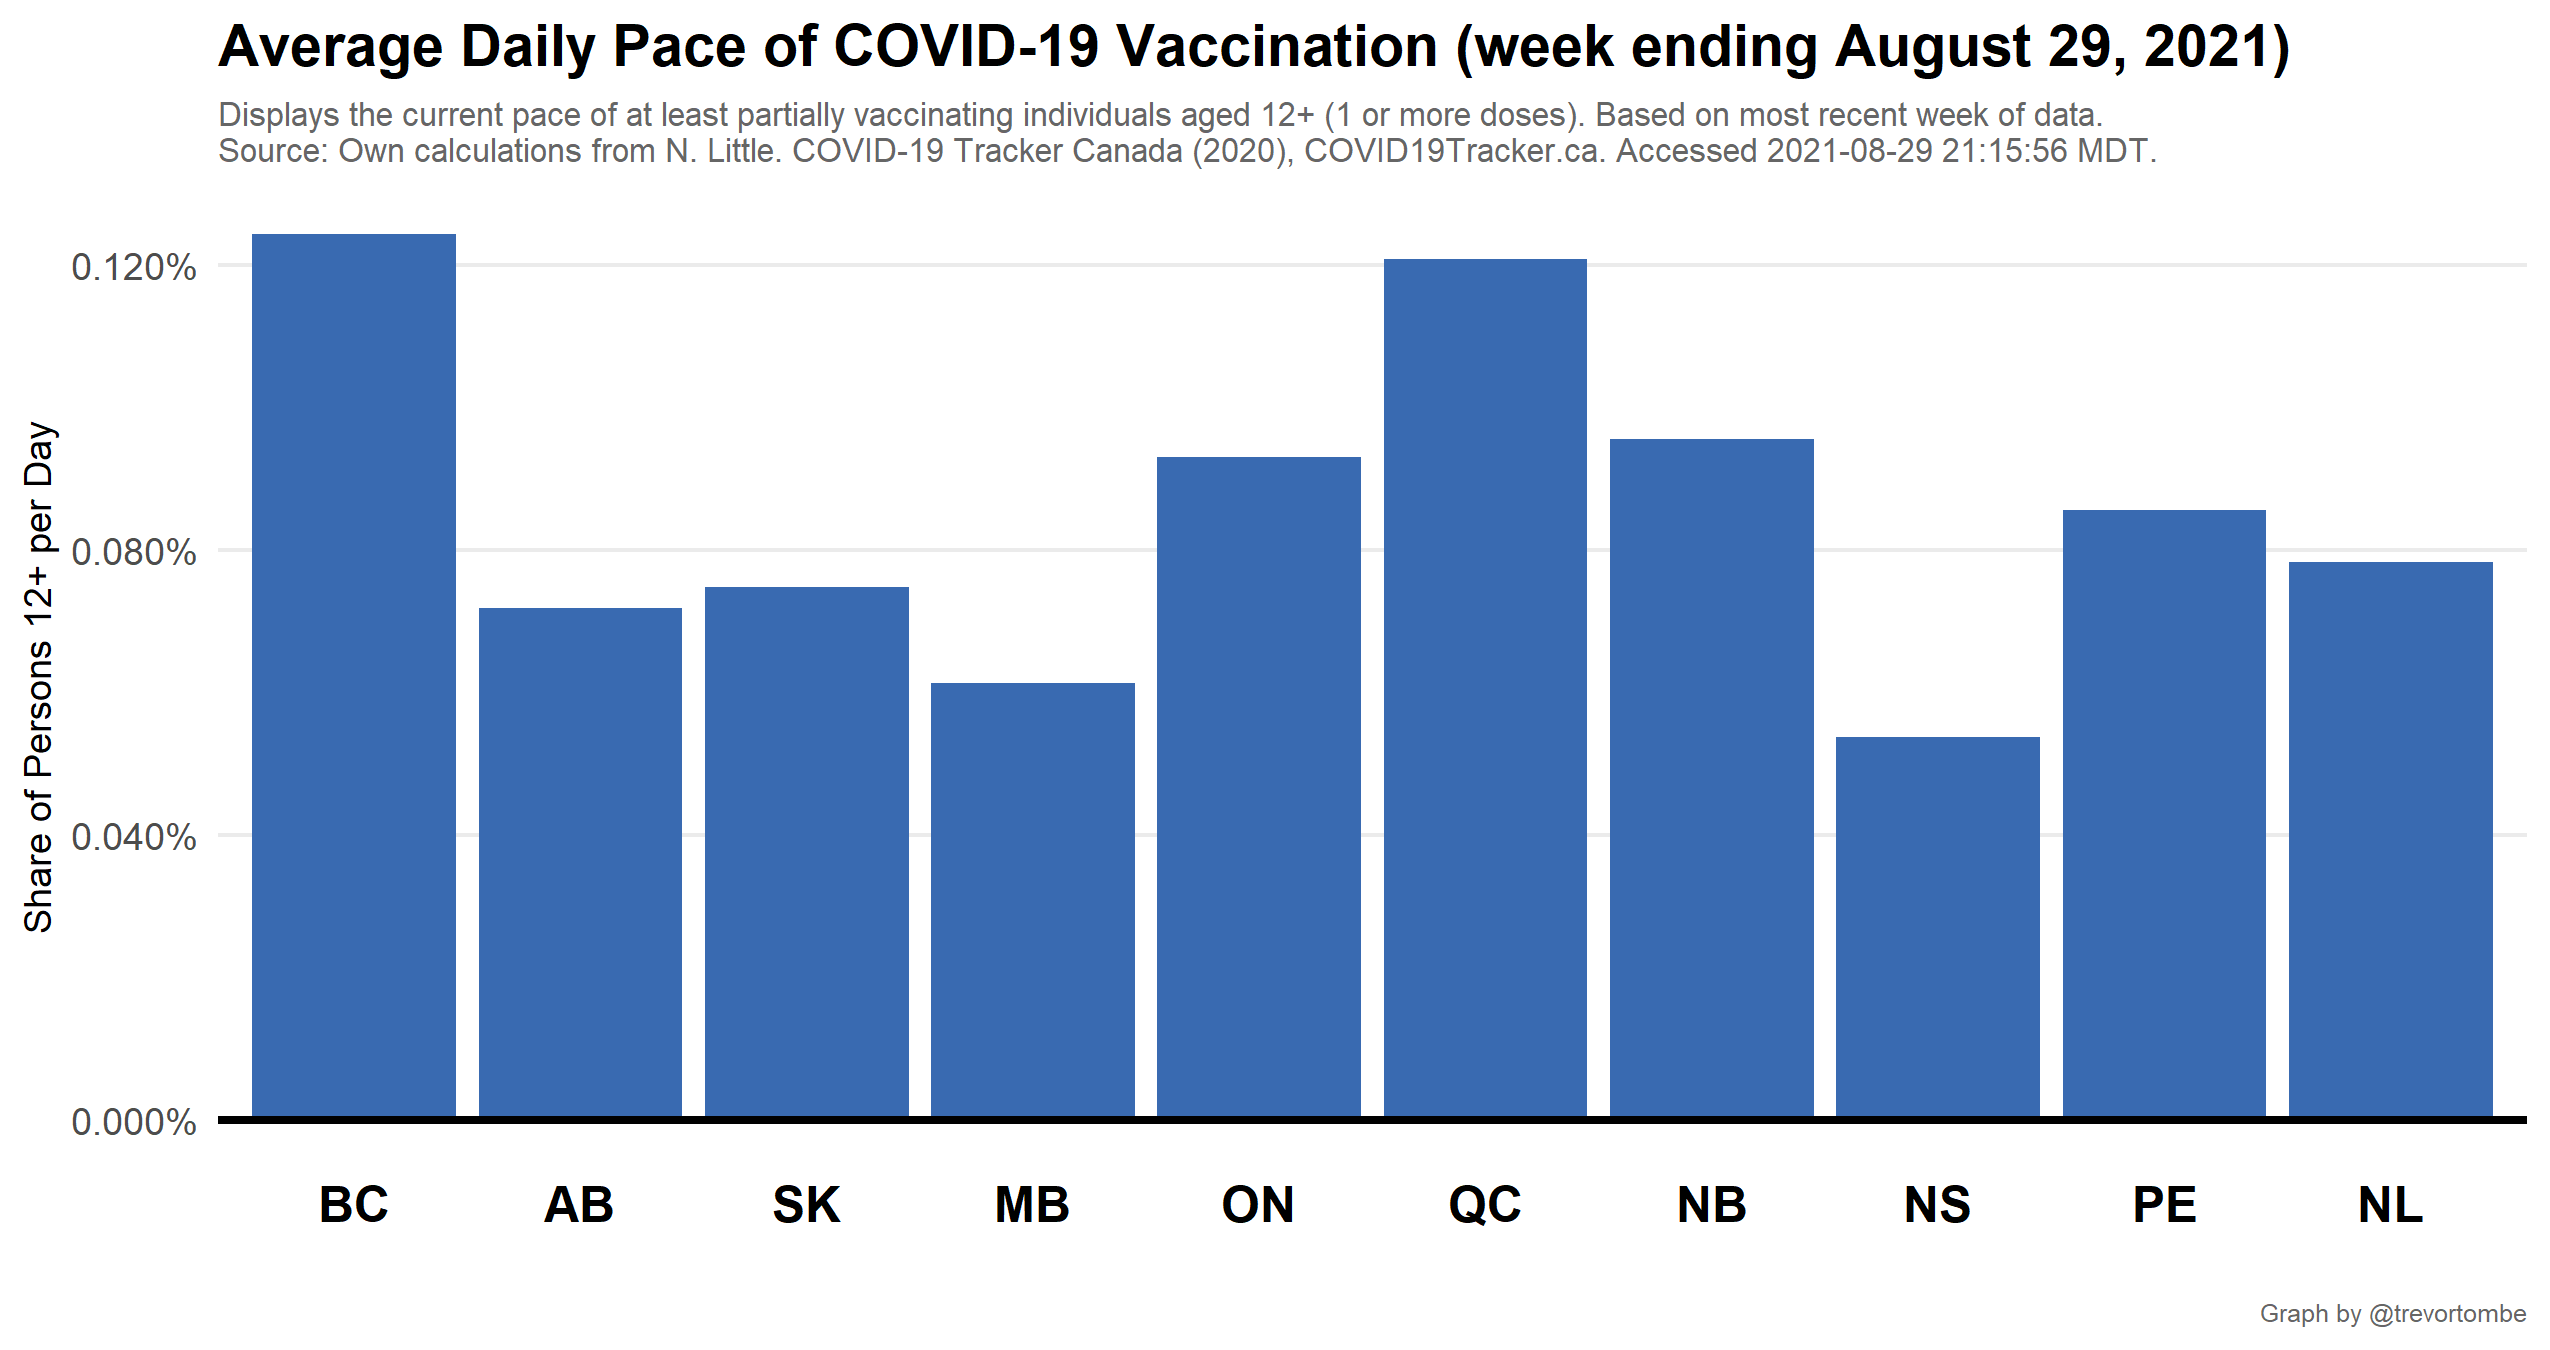 Average Daily Pace of COVID-19 Vaccination (week ending August 29, 2021)
Displays the current pace of at least partially vaccinating individuals aged 12+ (1 or more doses). Based on most recent week of data.
Source: Own calculations from N. Little. COVID-19 Tracker Canada (2020), COVID19Tracker.ca. Accessed 2021-08-29 21:15:56 MDT.
Share of Persons 12+ per Day
0.120%
0.080%
0.040%
0.000%
BC AB SK MB ON QC NB NS PE NL
Graph by @trevortombe